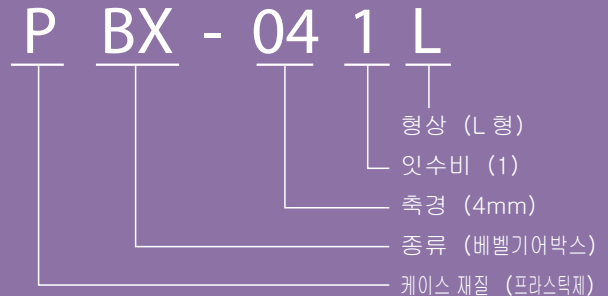 P BX - 04 1 L
형상 (L 형)
잇수비 (1)
축경 (4mm)
종류 (베벨기어박스)
케이스 재질 (프라스틱제)